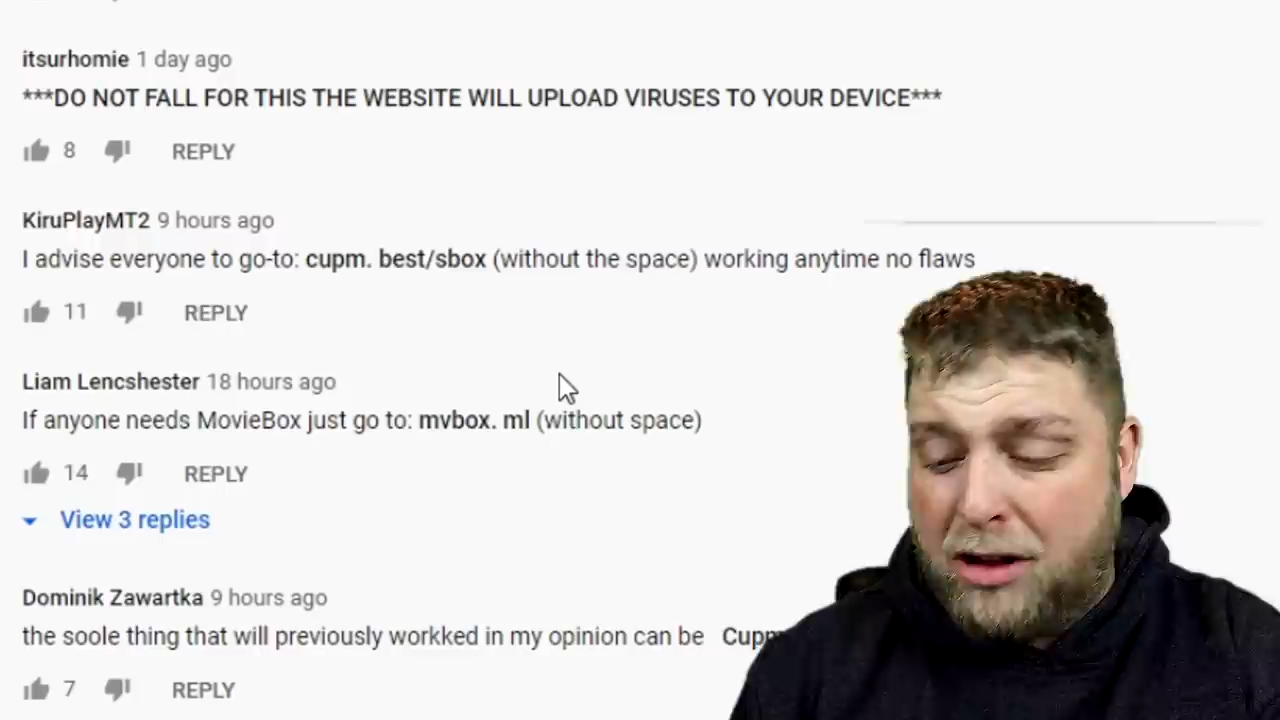 itsurhomie 1 day ago
***DO NOT FALL FOR THIS THE WEBSITE WILL UPLOAD VIRUSES TO YOUR DEVICE***
8 REPLY
KiruPlayMT2 9 hours ago
I advise everyone to go-to: cupm. best/sbox (without the space) working anytime no flaws
11 REPLY
Liam Lencshester 18 hours ago
If anyone needs MovieBox just go to: mvbox. ml (without space)
14 REPLY
View 3 replies
Dominik Zawartka 9 hours ago
the soole thing that will previously workked in my opinion can be
7 REPLY